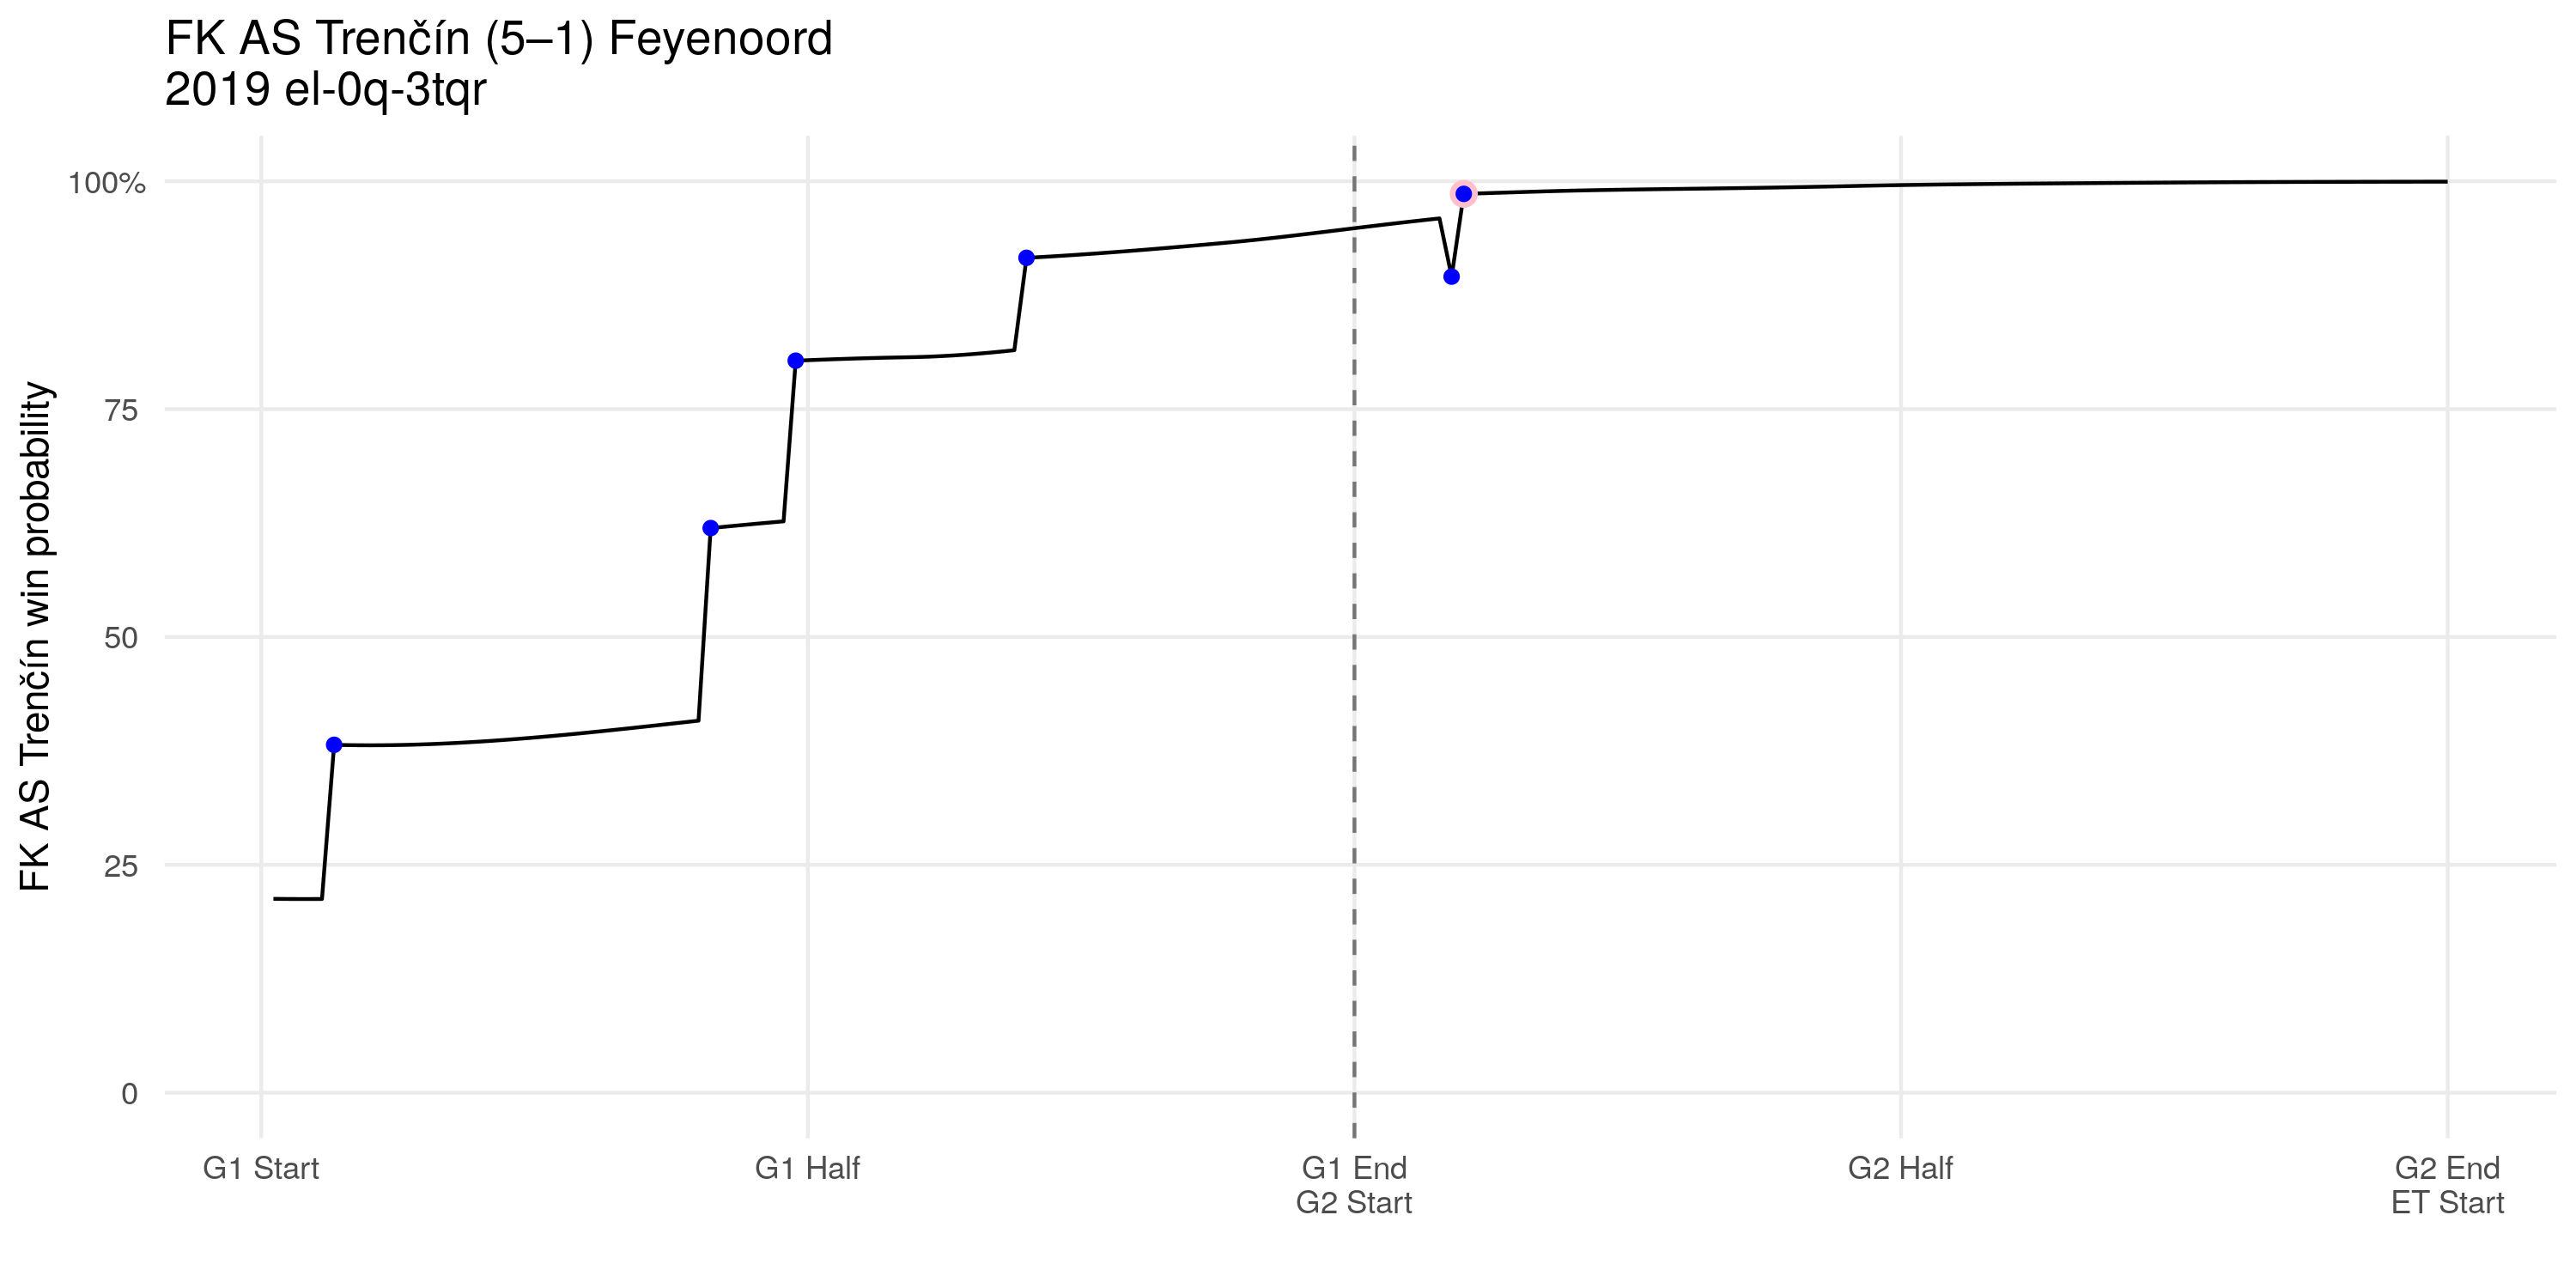 FK AS Trenčín (5–1) Feyenoord
2019 el-0q-3tqr
FK AS Trenčín win probability
100%
75
50
25
0
G1 Start
G1 Half
G1 End
G2 Start
G2 Half
G2 End
ET Start